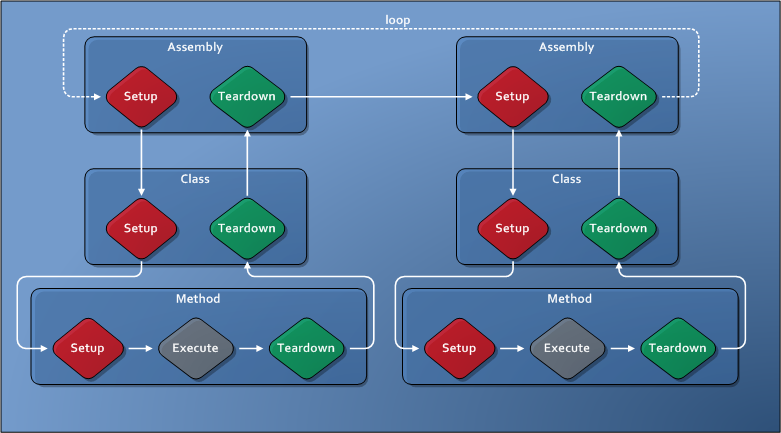 loop
Assembly
Setup
Teardown
Class
Setup
Teardown
Method
Setup
Execute
Teardown
Assembly
Setup
Teardown
Class
Setup
Teardown
Method
Setup
Execute
Teardown